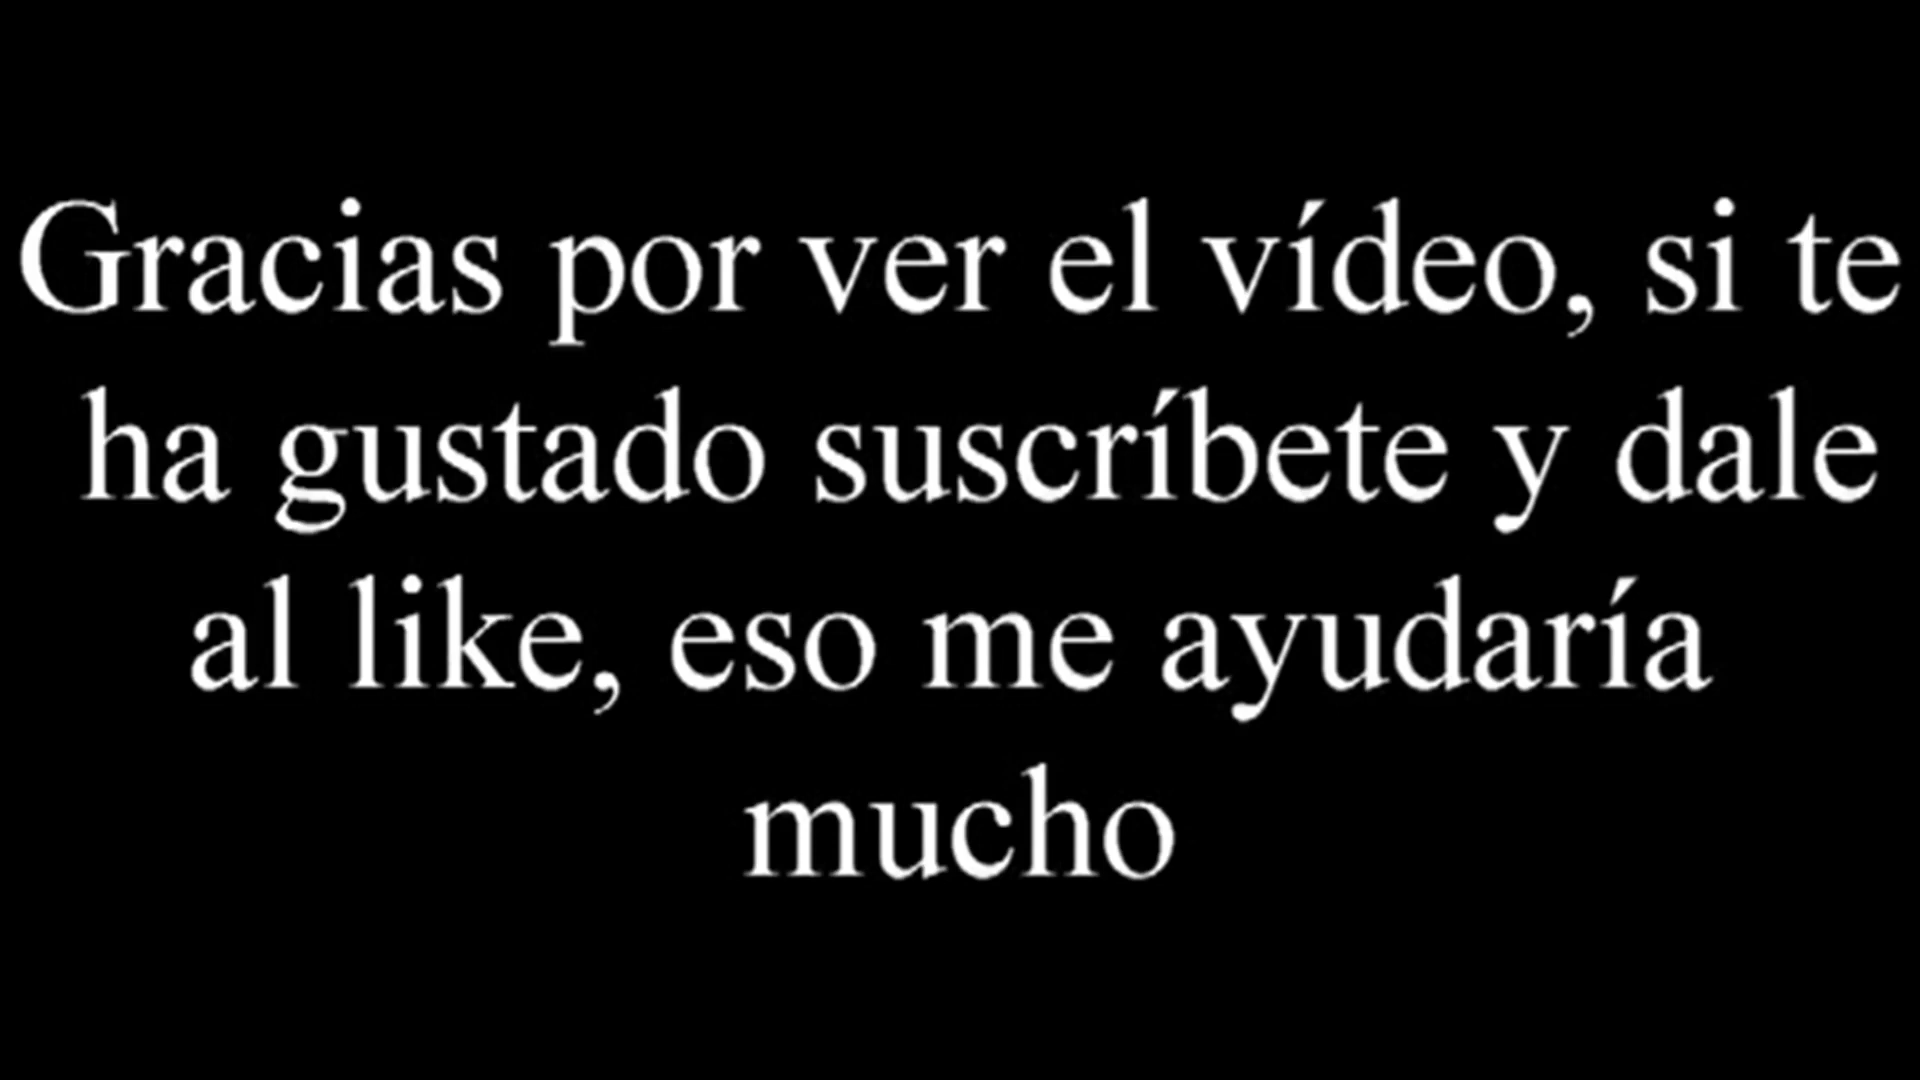 Gracias por ver el vídeo, si te
ha gustado suscríbete y dale
al like, eso me ayudaría
mucho